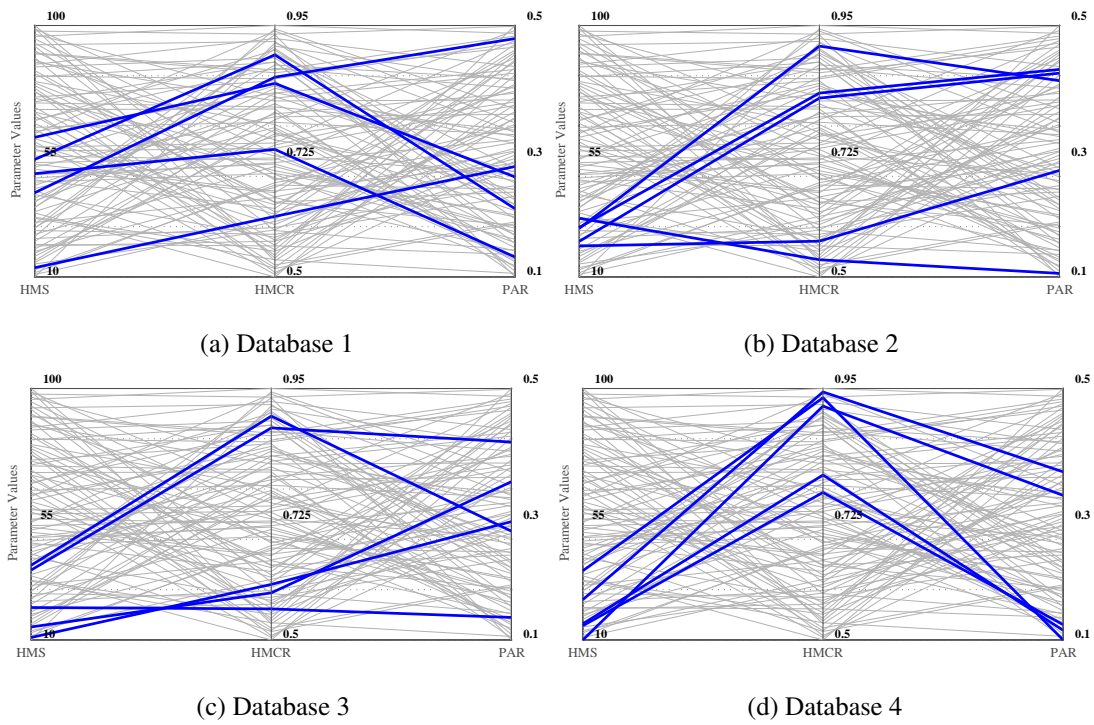 100 0.95 0.5 100 0.95 0.5
Parameter Values 55 0.725 0.3 Parameter Values 55 0.725 0.3
10 0.5 0.1 10 0.5 0.1
HMS HMCR PAR HMS HMCR PAR
(a) Database 1 (b) Database 2
100 0.95 0.5 100 0.95 0.5
Parameter Values 55 0.725 0.3 Parameter Values 55 0.725 0.3
10 0.5 0.1 10 0.5 0.1
HMS HMCR PAR HMS HMCR PAR
(c) Database 3 (d) Database 4